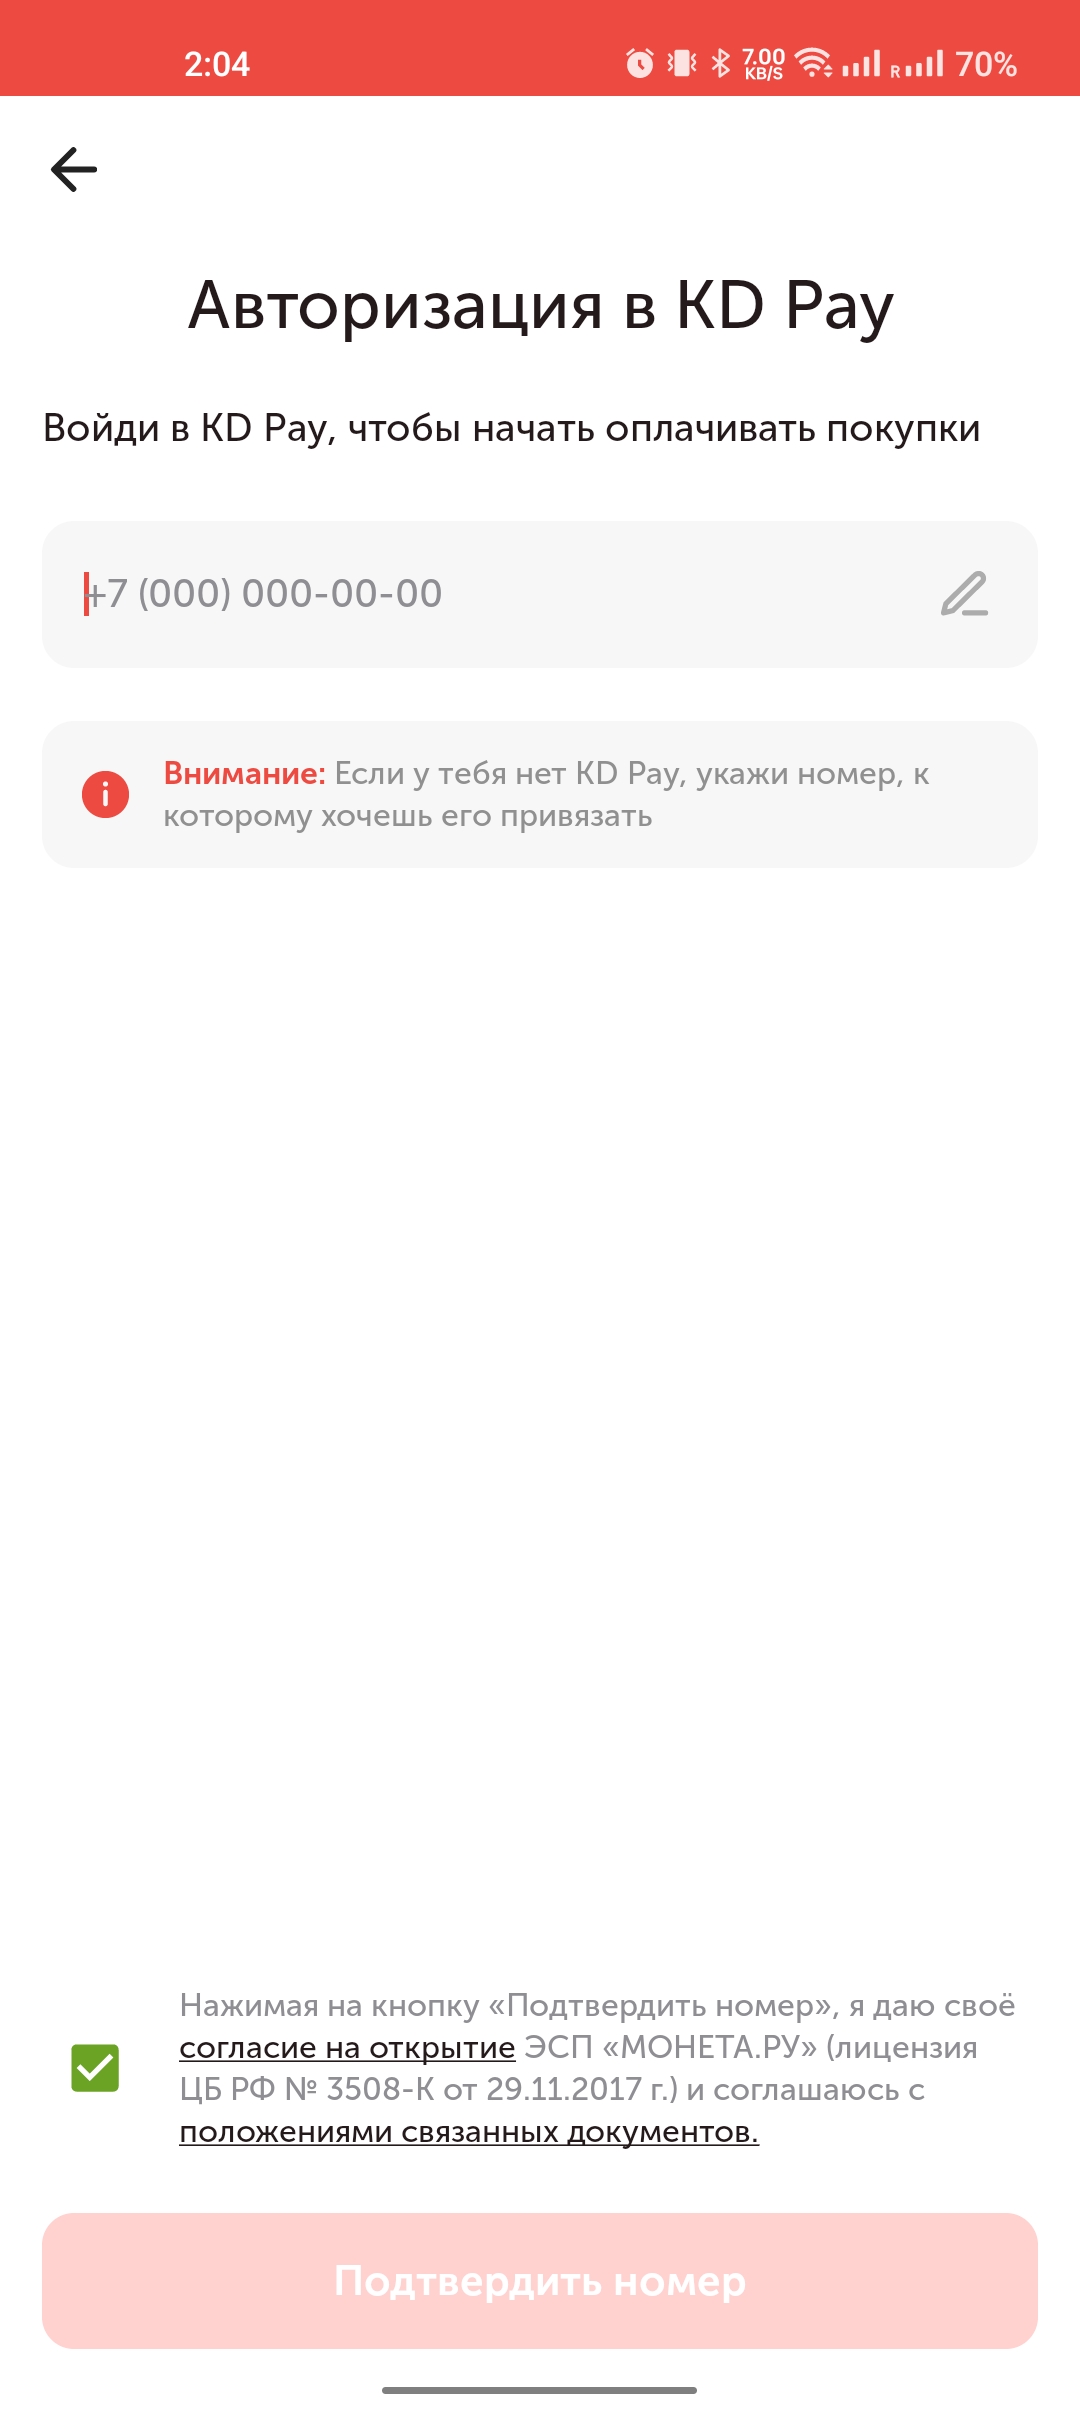 2:04
7.00
KB/S
R
70%
Авторизация в KD Pay
Войди в KD Pay, чтобы начать оплачивать покупки
+7 (000) 000-00-00
Внимание: Если у тебя нет KD Pay, укажи номер, к
которому хочешь его привязать
Нажимая на кнопку «Подтвердить номер», я даю своё
согласие на открытие ЭСП «МОНЕТА.РУ» (лицензия
ЦБ РФ № 3508-К от 29.11.2017 г.) и соглашаюсь с
положениями связанных документов.
Подтвердить номер